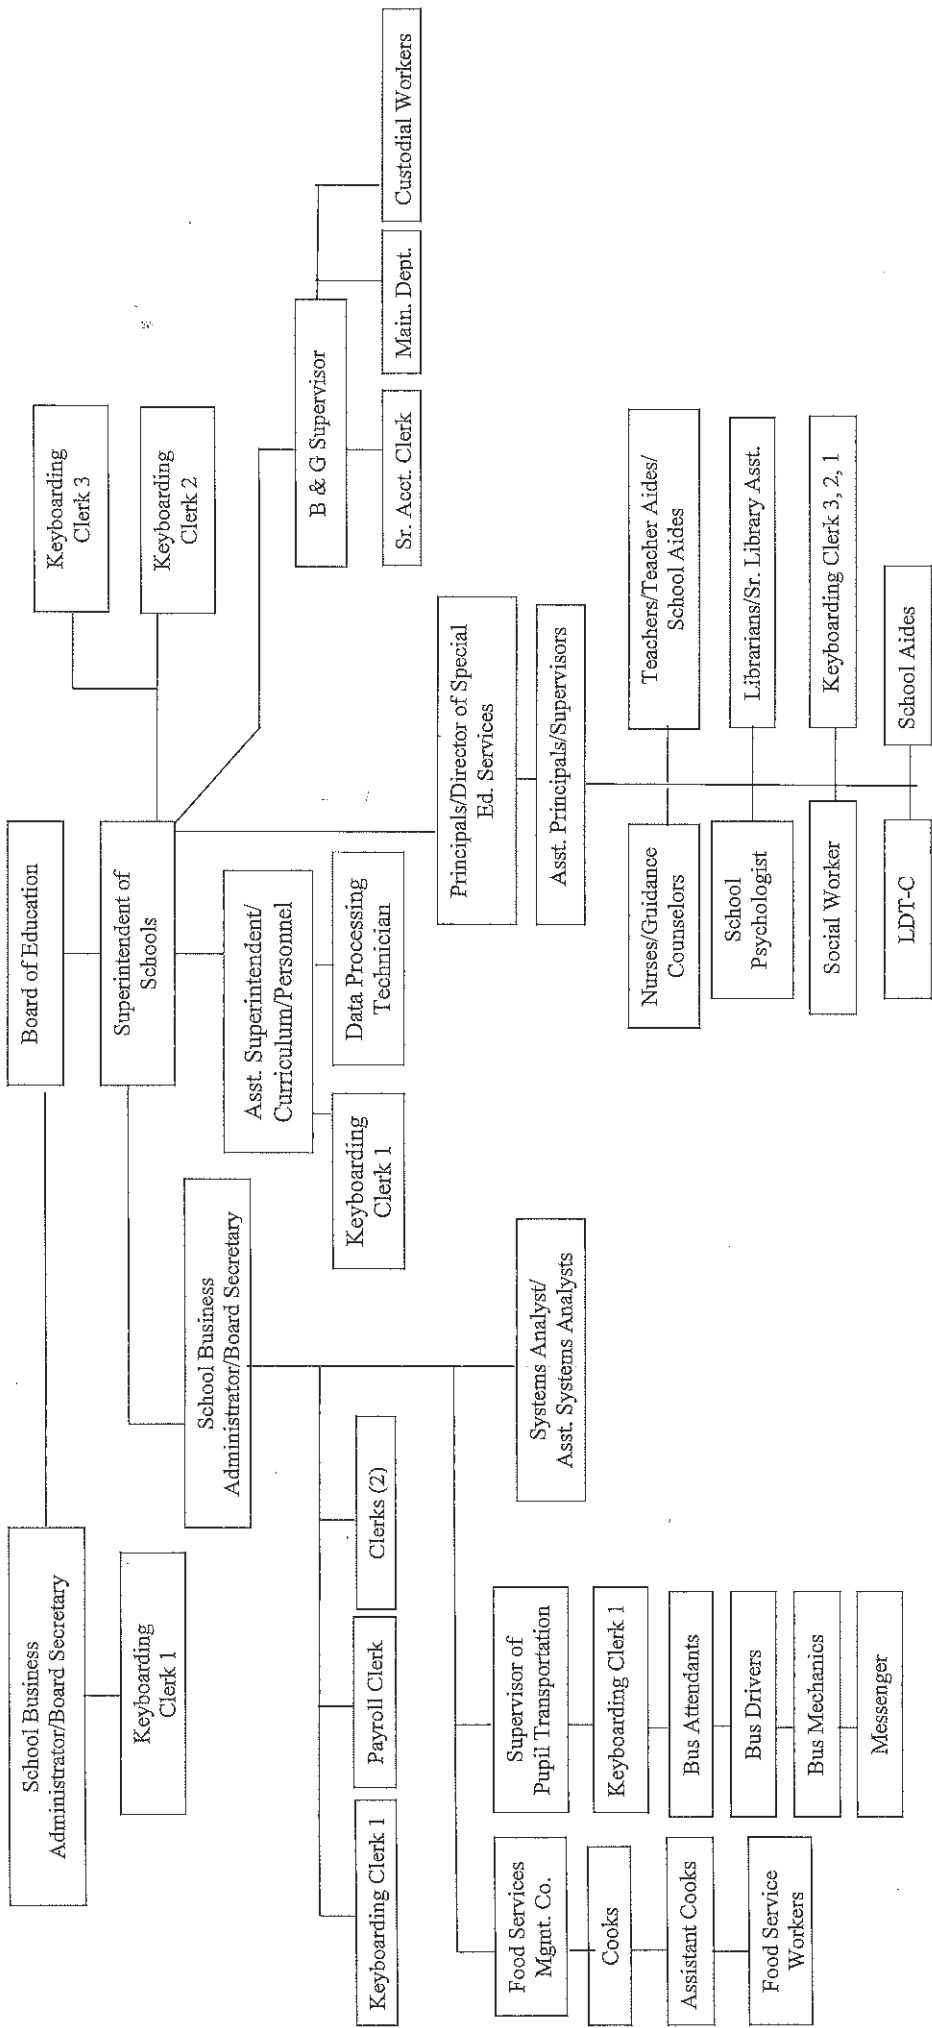 Board of Education
School Business
Administrator/Board Secretary
Keyboarding
Clerk 1
Superintendent of
Schools
Keyboarding
Clerk 3
Keyboarding
Clerk 2
School Business
Administrator/Board Secretary
Asst. Superintendent/
Curriculum/Personnel
Keyboarding
Clerk 1
Data Processing
Technician
B & G Supervisor
Sr. Acct. Clerk
Main. Dept.
Custodial Workers
Keyboarding Clerk 1
Payroll Clerk
Clerks (2)
Principals/Director of Special
Ed. Services
Asst. Principals/Supervisors
Systems Analyst/
Asst. Systems Analysts
Food Services
Mgmt. Co.
Cooks
Assistant Cooks
Food Service
Workers
Supervisor of
Pupil Transportation
Keyboarding Clerk 1
Bus Attendants
Bus Drivers
Bus Mechanics
Messenger
Nurses/Guidance
Counselors
Teachers/Teacher Aides/
School Aides
School
Psychologist
Librarians/Sr. Library Asst.
Social Worker
Keyboarding Clerk 3, 2, 1
LDT-C
School Aides